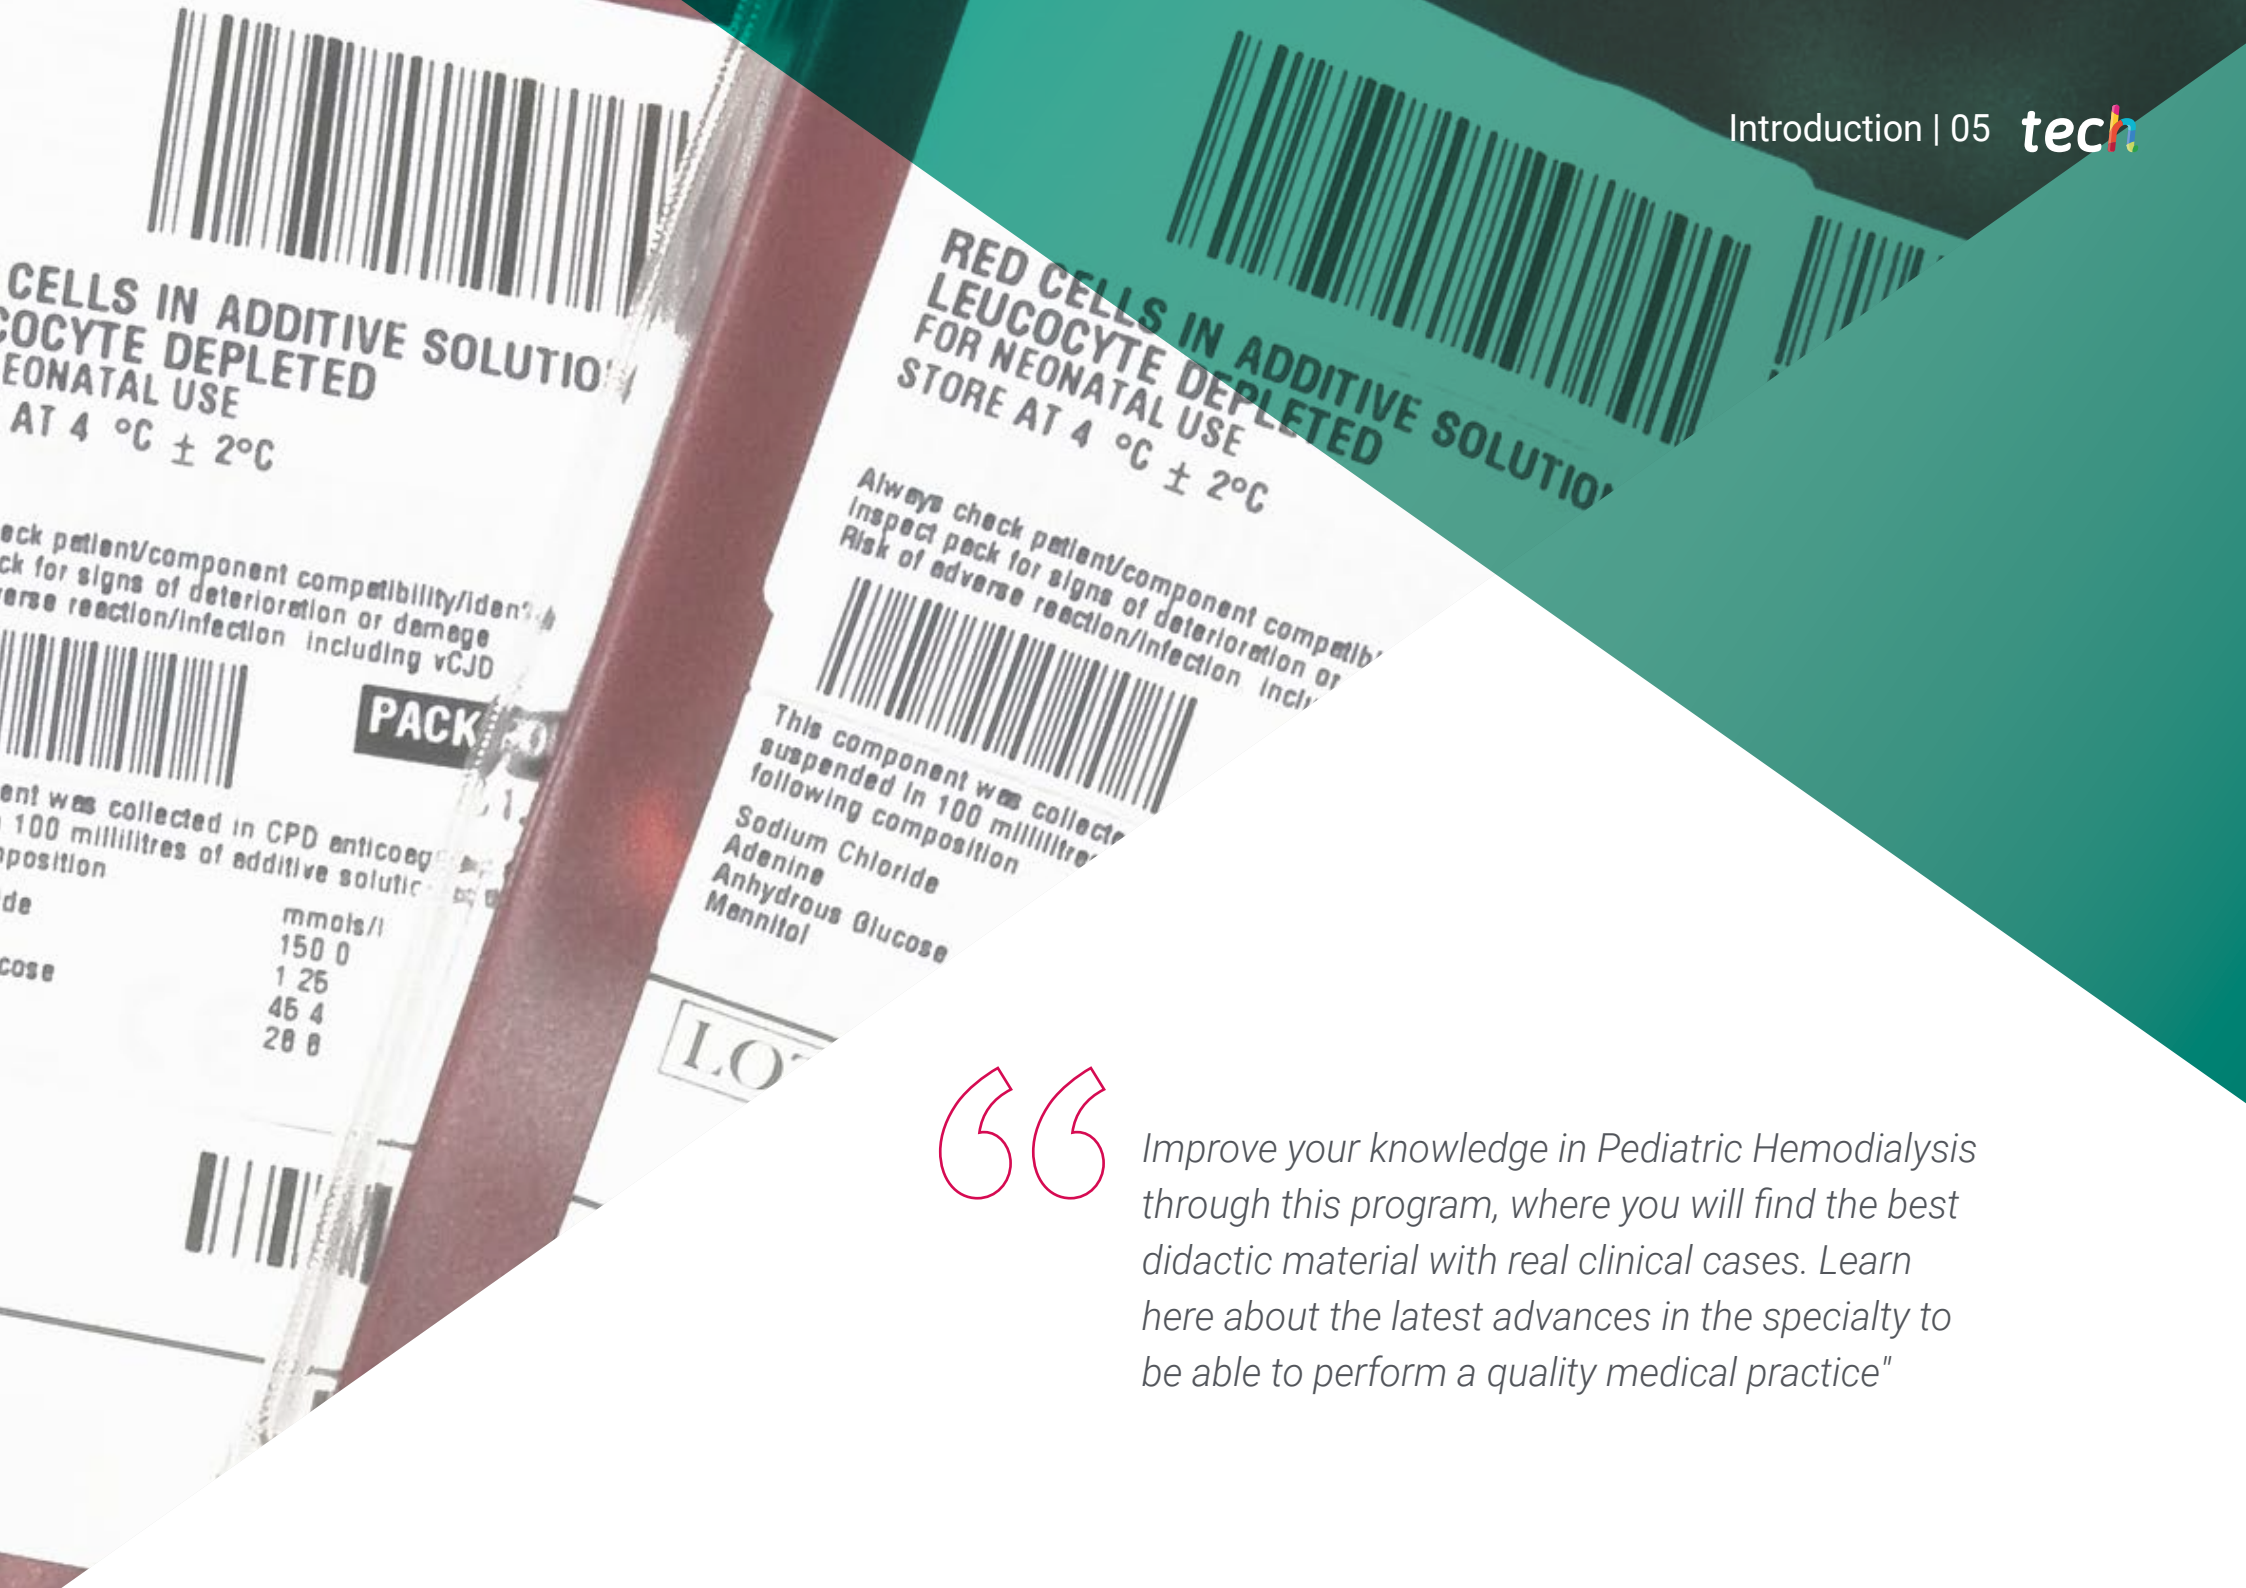 Introduction | 05 tech
CELLS IN ADDITIVE SOLUTIO
COCYTE DEPLETED
EONATAL USE
AT 4 °C ± 2°C
eck patient/component compatibility/iden
ck for signs of deterioration or damage
erse reaction/infection including vCJD
PACK
ent was collected in CPD anticoag
100 millilitres of additive solutio
position
de
mmols/l
150 0
1 25
cose
45 4
RED CELLS IN ADDITIVE SOLUTIO
LEUCOCYTE DEPLETED
FOR NEONATAL USE
STORE AT 4 °C ± 2°C
Always check patient/component compatib
Inspect pack for signs of deterioration or
Risk of adverse reaction/infection inclu
This component was collecte
suspended in 100 millilitre
following composition
Sodium Chloride
Adenine
Anhydrous Glucose
Mannitol
LOT
Improve your knowledge in Pediatric Hemodialysis
through this program, where you will find the best
didactic material with real clinical cases. Learn
here about the latest advances in the specialty to
be able to perform a quality medical practice"